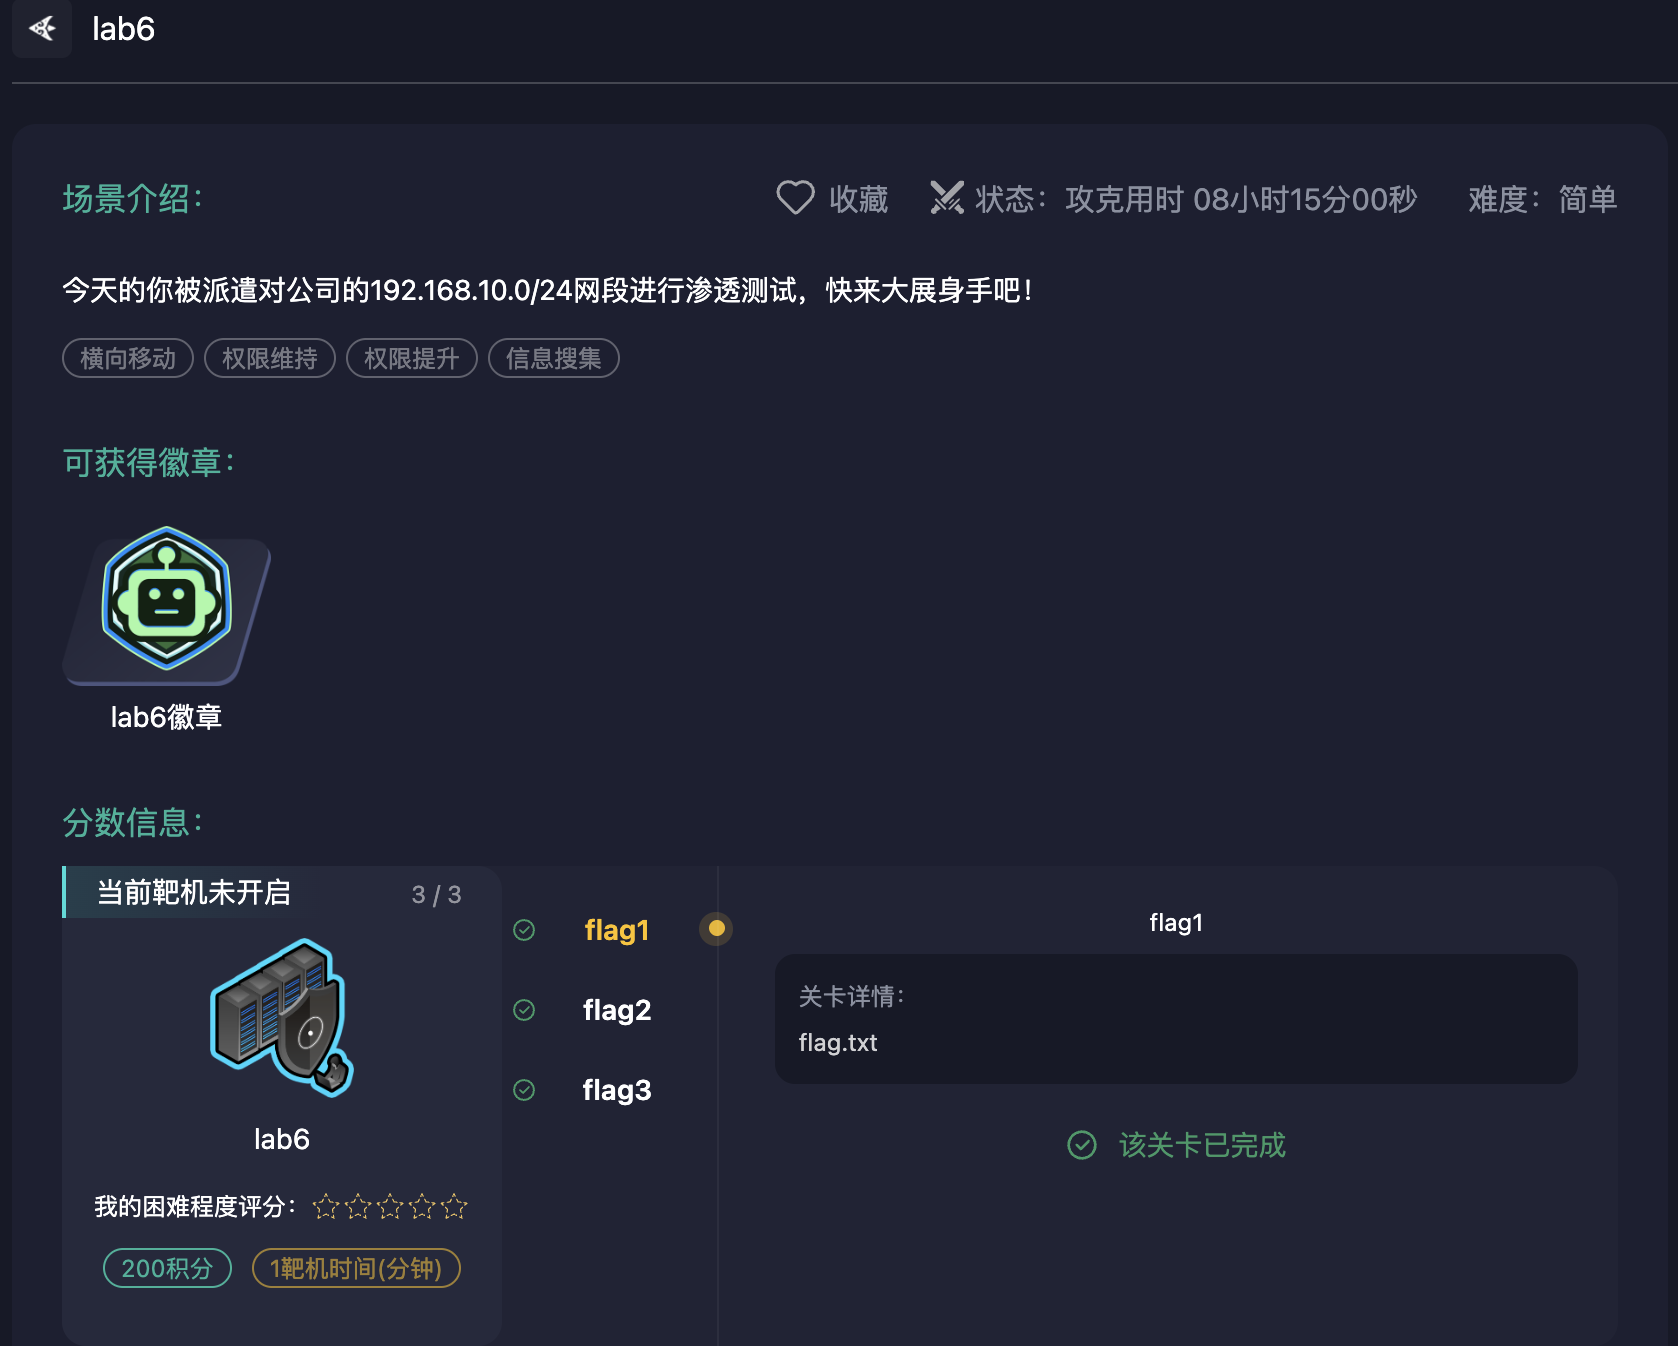 lab6
场景介绍:
收藏
状态：攻克用时 08小时15分00秒
难度：简单
今天的你被派遣对公司的192.168.10.0/24网段进行渗透测试，快来大展身手吧！
横向移动 权限维持 权限提升 信息搜集
可获得徽章:
lab6徽章
分数信息:
当前靶机未开启 3 / 3
flag1
flag2
flag3
flag1
关卡详情:
flag.txt
该关卡已完成
lab6
我的困难程度评分：
200积分 1靶机时间(分钟)